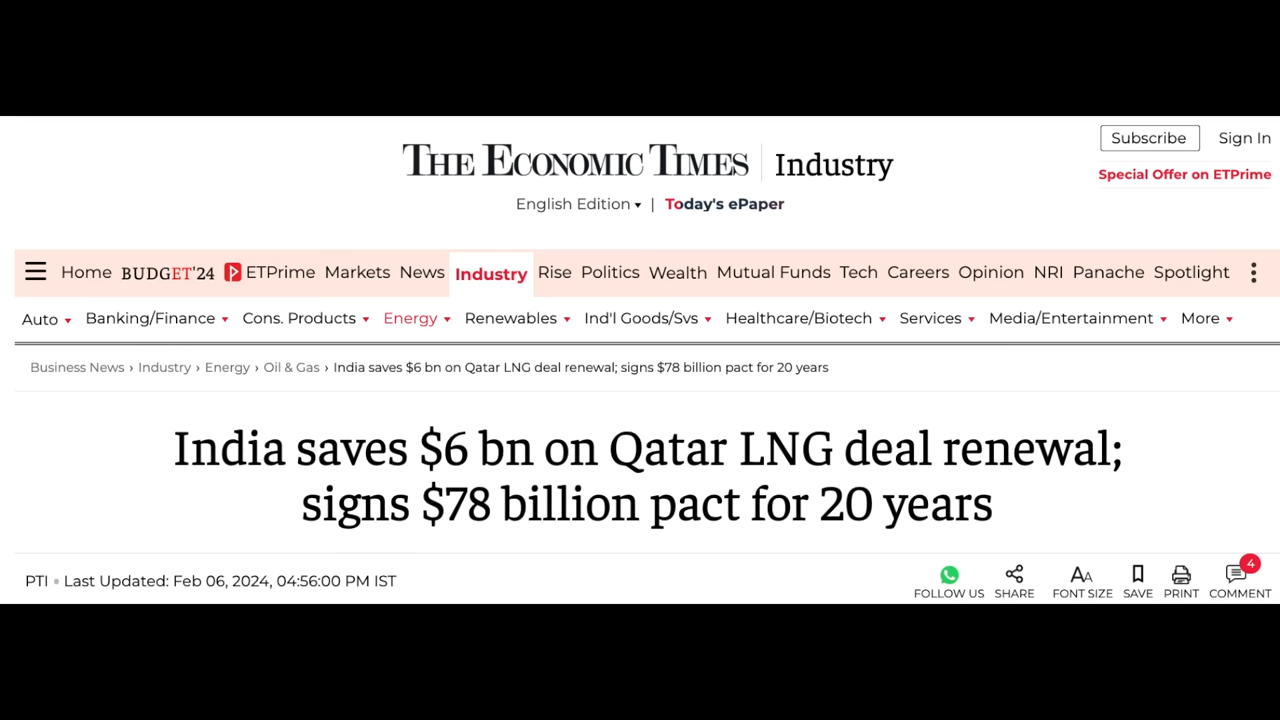 Subscribe Sign In
THE ECONOMIC TIMES | Industry
Special Offer on ETPrime
English Edition | Today's ePaper
Home BUDGET'24 ETPrime Markets News Industry Rise Politics Wealth Mutual Funds Tech Careers Opinion NRI Panache Spotlight
Auto Banking/Finance Cons. Products Energy Renewables Ind'l Goods/Svs Healthcare/Biotech Services Media/Entertainment More
Business News › Industry › Energy › Oil & Gas › India saves $6 bn on Qatar LNG deal renewal; signs $78 billion pact for 20 years
India saves $6 bn on Qatar LNG deal renewal;
signs $78 billion pact for 20 years
PTI • Last Updated: Feb 06, 2024, 04:56:00 PM IST
AA 4
FOLLOW US SHARE FONT SIZE SAVE PRINT COMMENT